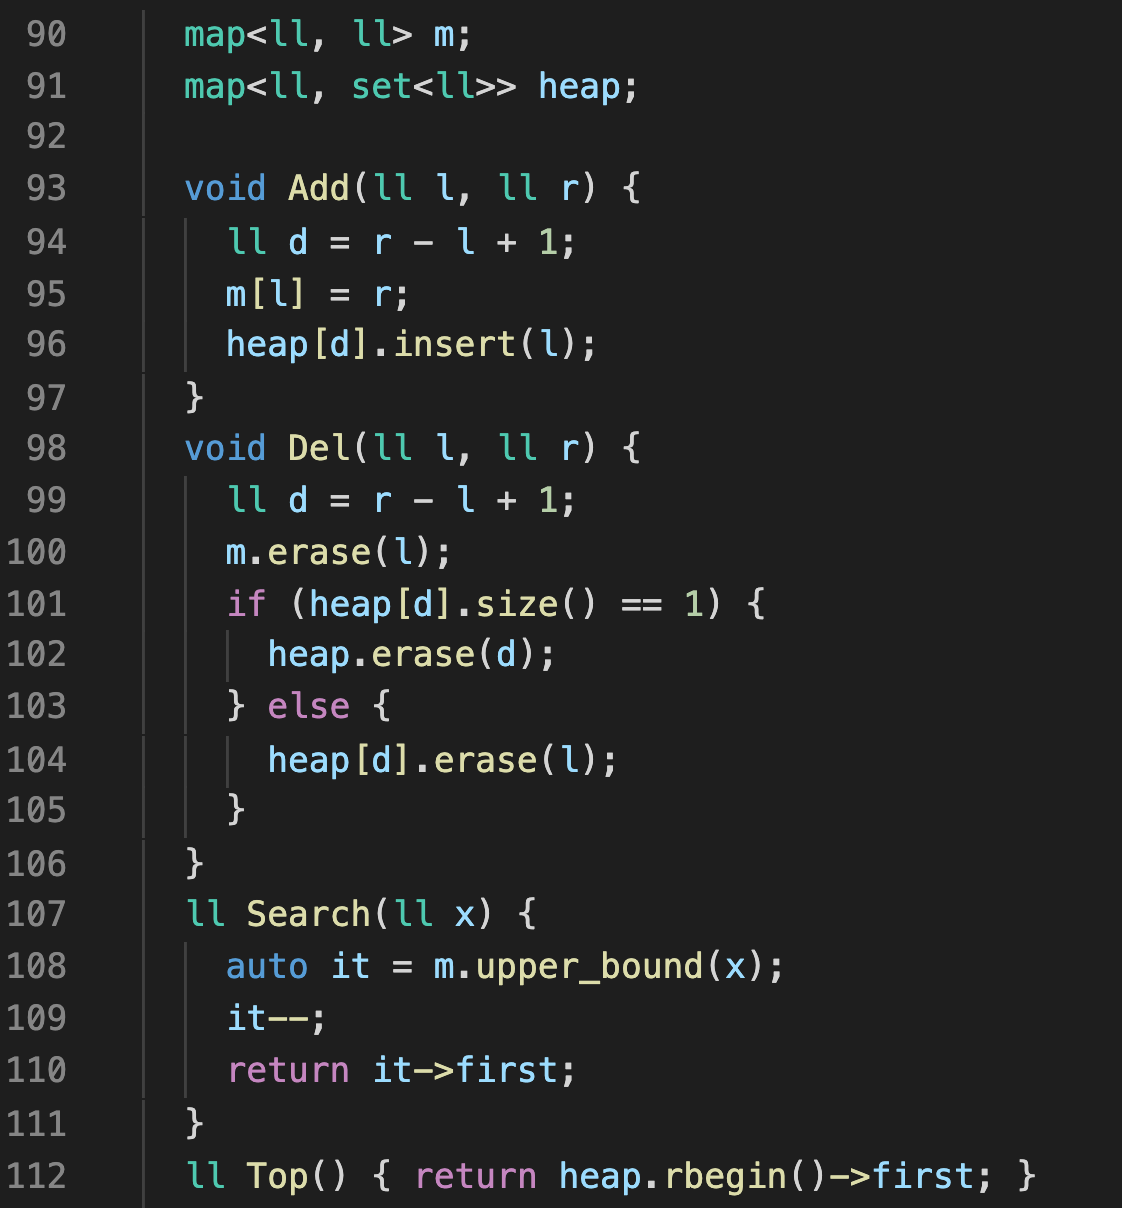 90 map<ll, ll> m;
91 map<ll, set<ll>> heap;
92
93 void Add(ll l, ll r) {
94 ll d = r - l + 1;
95 m[l] = r;
96 heap[d].insert(l);
97 }
98 void Del(ll l, ll r) {
99 ll d = r - l + 1;
100 m.erase(l);
101 if (heap[d].size() == 1) {
102 heap.erase(d);
103 } else {
104 heap[d].erase(l);
105 }
106 }
107 ll Search(ll x) {
108 auto it = m.upper_bound(x);
109 it--;
110 return it->first;
111 }
112 ll Top() { return heap.rbegin()->first; }